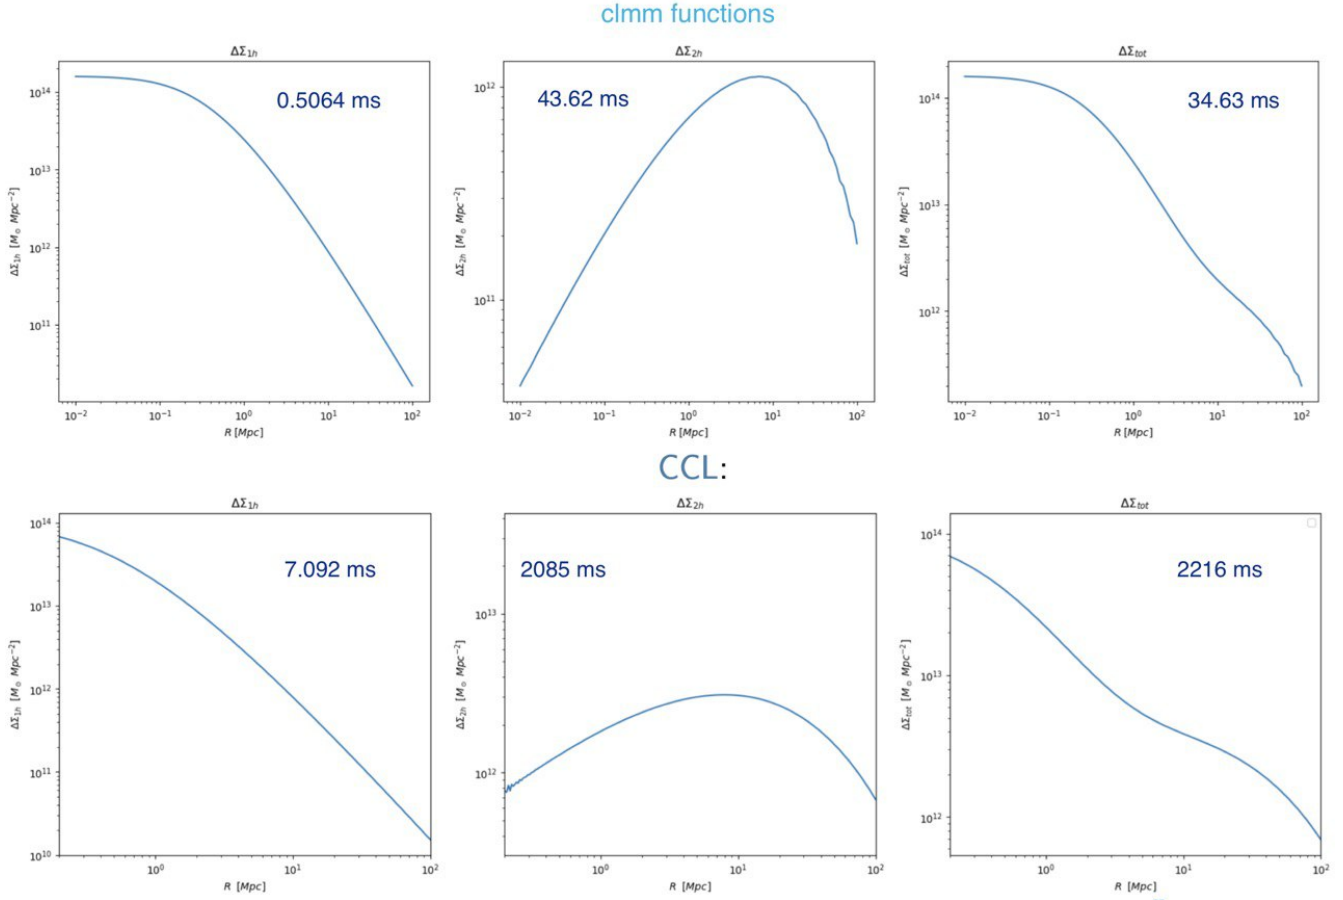 clmm functions
ΔΣ₁ₕ
0.5064 ms
ΔΣ₁ₕ [M⊙ Mpc⁻²]
10¹⁴
10¹³
10¹²
10¹¹
10⁻² 10⁻¹ 10⁰ 10¹ 10²
R [Mpc]
ΔΣ₂ₕ
43.62 ms
ΔΣ₂ₕ [M⊙ Mpc⁻²]
10¹²
10¹¹
10⁻² 10⁻¹ 10⁰ 10¹ 10²
R [Mpc]
ΔΣₜₒₜ
34.63 ms
ΔΣₜₒₜ [M⊙ Mpc⁻²]
10¹⁴
10¹³
10¹²
10⁻² 10⁻¹ 10⁰ 10¹ 10²
R [Mpc]
CCL:
ΔΣ₁ₕ
7.092 ms
ΔΣ₁ₕ [M⊙ Mpc⁻²]
10¹⁴
10¹³
10¹²
10¹¹
10¹⁰
10⁰ 10¹ 10²
R [Mpc]
ΔΣ₂ₕ
2085 ms
ΔΣ₂ₕ [M⊙ Mpc⁻²]
10¹³
10¹²
10⁰ 10¹ 10²
R [Mpc]
ΔΣₜₒₜ
2216 ms
ΔΣₜₒₜ [M⊙ Mpc⁻²]
10¹⁴
10¹³
10¹²
10⁰ 10¹ 10²
R [Mpc]